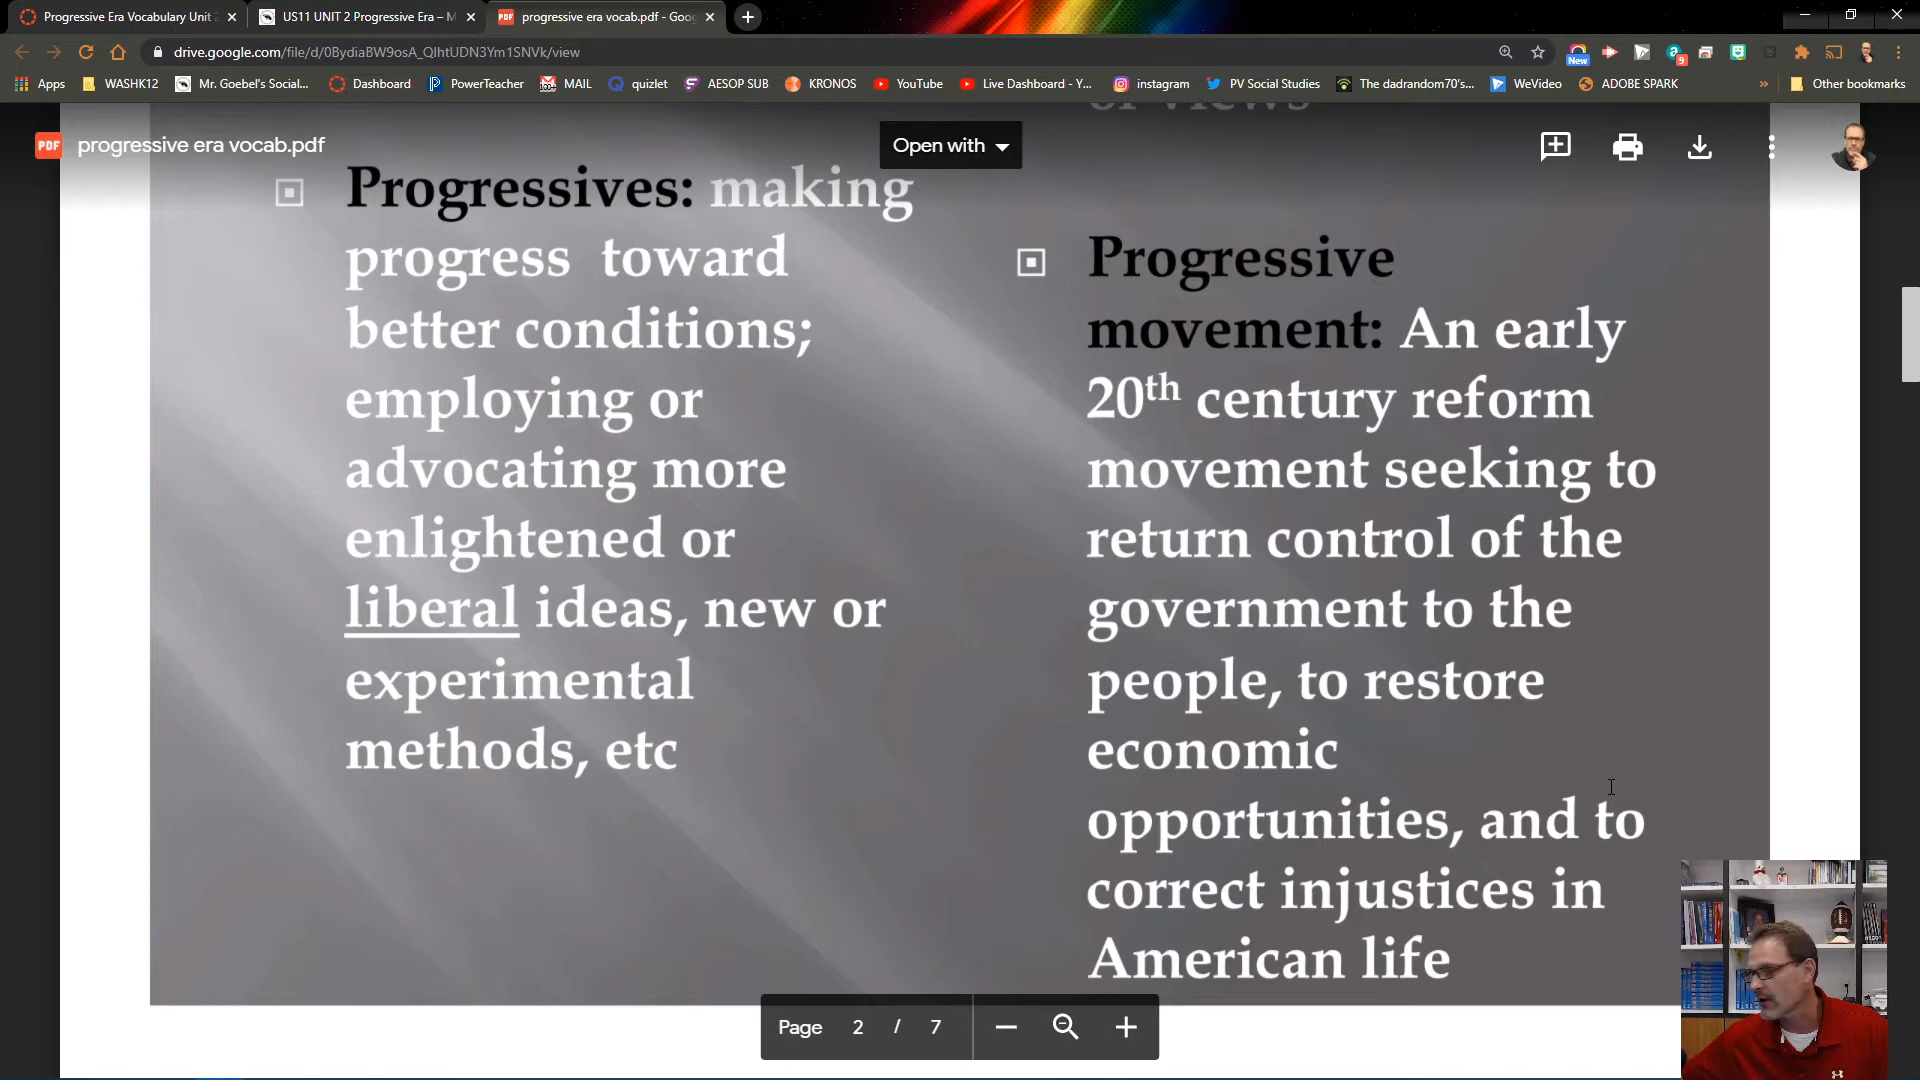 Progressive Era Vocabulary Unit 2
US11 UNIT 2 Progressive Era – M
progressive era vocab.pdf - Goog
drive.google.com/file/d/0BydiaBW9osA_QIhtUDN3Ym1SNVk/view
New
9
Apps
WASHK12
Mr. Goebel's Social...
Dashboard
PowerTeacher
MAIL
quizlet
AESOP SUB
KRONOS
YouTube
Live Dashboard - Y...
instagram
PV Social Studies
The dadrandom70's...
WeVideo
ADOBE SPARK
»
Other bookmarks
of views
PDF
progressive era vocab.pdf
Open with
Progressives: making
progress toward
better conditions;
employing or
advocating more
enlightened or
liberal ideas, new or
experimental
methods, etc
Progressive
movement: An early
20th century reform
movement seeking to
return control of the
government to the
people, to restore
economic
opportunities, and to
correct injustices in
American life
Page 2 / 7